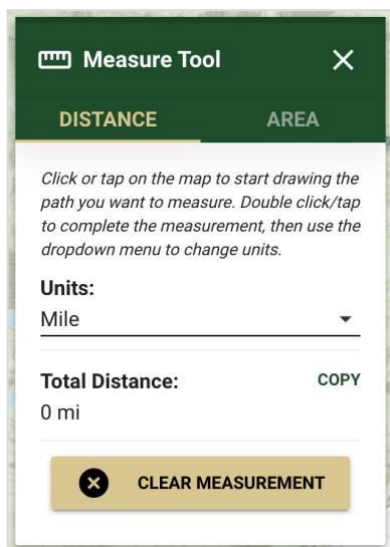 Measure Tool
DISTANCE AREA
Click or tap on the map to start drawing the
path you want to measure. Double click/tap
to complete the measurement, then use the
dropdown menu to change units.
Units:
Mile
Total Distance: COPY
0 mi
CLEAR MEASUREMENT